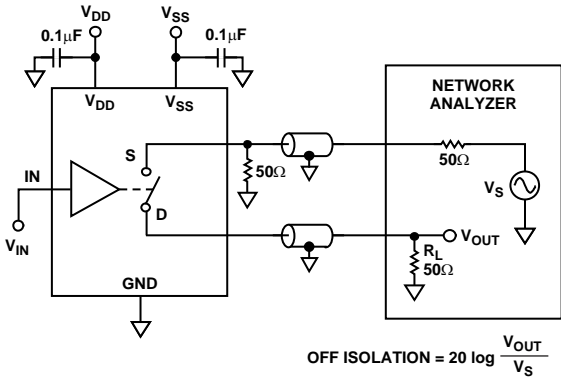 VDD
VSS
0.1µF
0.1µF
VDD
VSS
NETWORK
ANALYZER
S
50Ω
50Ω
IN
VS
D
VOUT
VIN
RL
50Ω
GND
OFF ISOLATION = 20 log VOUT
VS